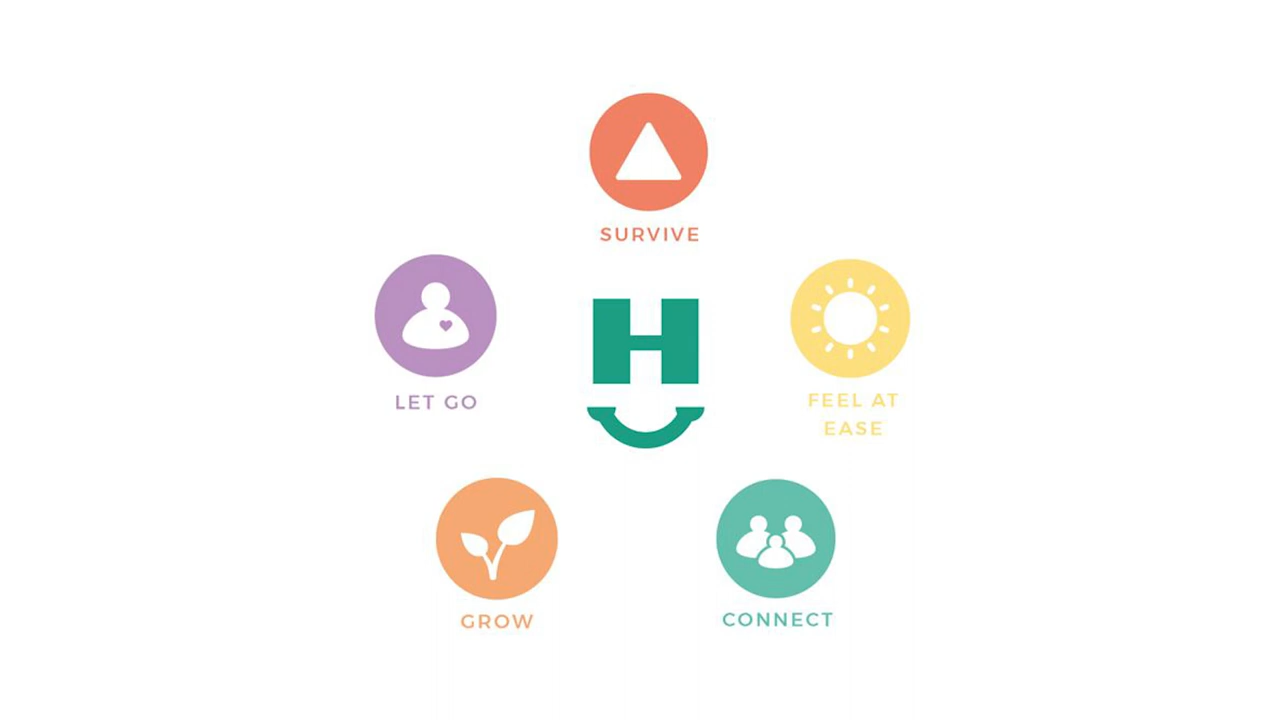 SURVIVE
LET GO
H
FEEL AT
EASE
GROW
CONNECT